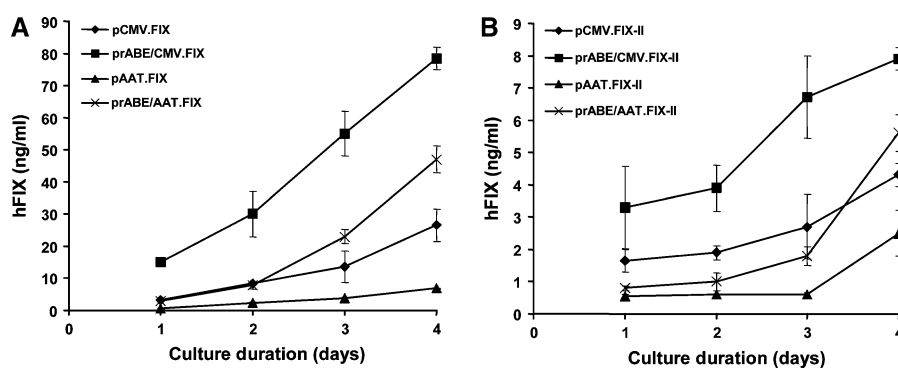 A
pCMV.FIX
prABE/CMV.FIX
pAAT.FIX
prABE/AAT.FIX
hFIX (ng/ml)
90
80
70
60
50
40
30
20
10
0
0 1 2 3 4
Culture duration (days)
B
pCMV.FIX-II
prABE/CMV.FIX-II
pAAT.FIX-II
prABE/AAT.FIX-II
hFIX (ng/ml)
9
8
7
6
5
4
3
2
1
0
0 1 2 3 4
Culture duration (days)